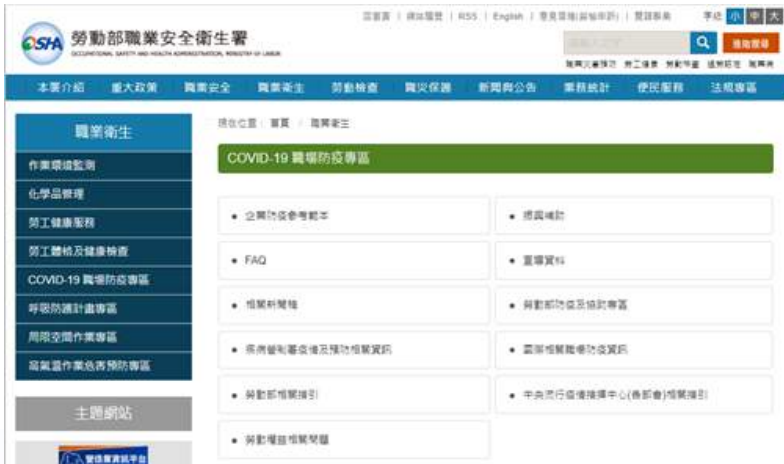 回首頁 | 網站導覽 | RSS | English | 意見信箱(含檢申訴) | 雙語詞彙 字級 小 中 大
OSHA 勞動部職業安全衛生署
OCCUPATIONAL SAFETY AND HEALTH ADMINISTRATION, MINISTRY OF LABOR
進階搜尋
本署介紹 重大政策 職業安全 職業衛生 勞動檢查 職災保護 新聞與公告 業務統計 便民服務 法規專區
職業衛生
現在位置: 首頁 / 職業衛生
作業環境監測
COVID-19 職場防疫專區
化學品管理
勞工健康服務
• 企業防疫參考範本
勞工體格及健康檢查
• FAQ
• 宣導資料
COVID-19 職場防疫專區
呼吸防護計畫專區
• 相關新聞稿
• 勞動部防疫及協助專區
局限空間作業專區
高氣溫作業危害預防專區
• 疾病管制署疫情及預防相關資訊
• 國際相關職場防疫資訊
• 勞動部相關指引
• 中央流行疫情指揮中心(各部會)相關指引
主題網站
• 勞動權益相關問題